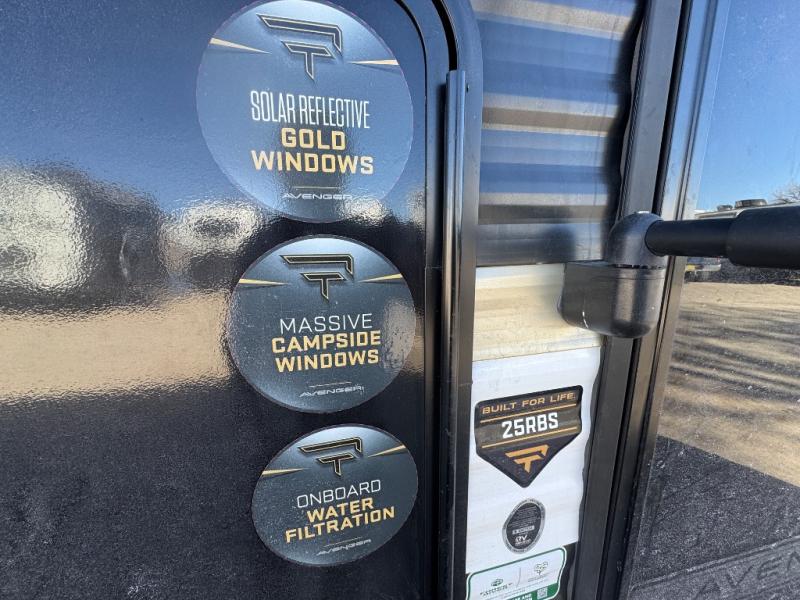 SOLAR REFLECTIVE
GOLD
WINDOWS
AVENGER
MASSIVE
CAMPSIDE
WINDOWS
AVENGER
ONBOARD
WATER
FILTRATION
AVENGER
BUILT FOR LIFE
25RBS